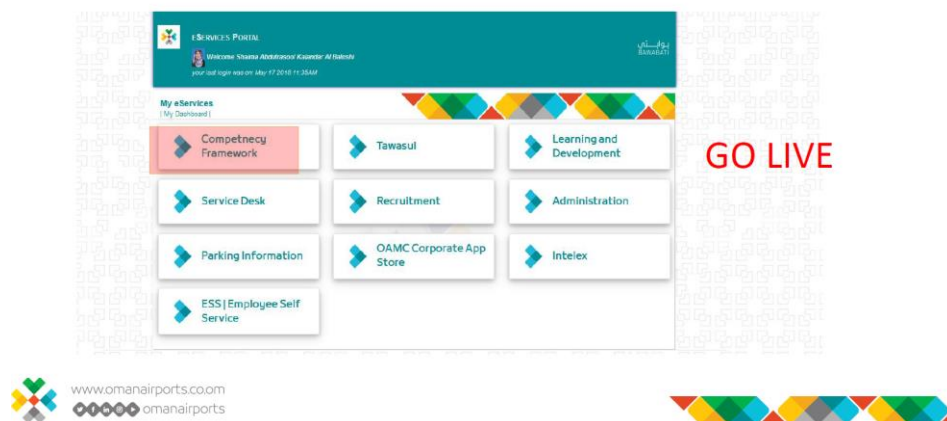 ESERVICES PORTAL
Welcome Shaima Abdulrasool Kalandar Al Baleshi
your last login was on: May 17 2016 11:35AM
بوابتي
BAWABATI
My eServices
| My Dashboard |
Competnecy
Framework
Tawasul
Learning and
Development
GO LIVE
Service Desk
Recruitment
Administration
Parking Information
OAMC Corporate App
Store
Intelex
ESS | Employee Self
Service
www.omanairports.co.om
omanairports